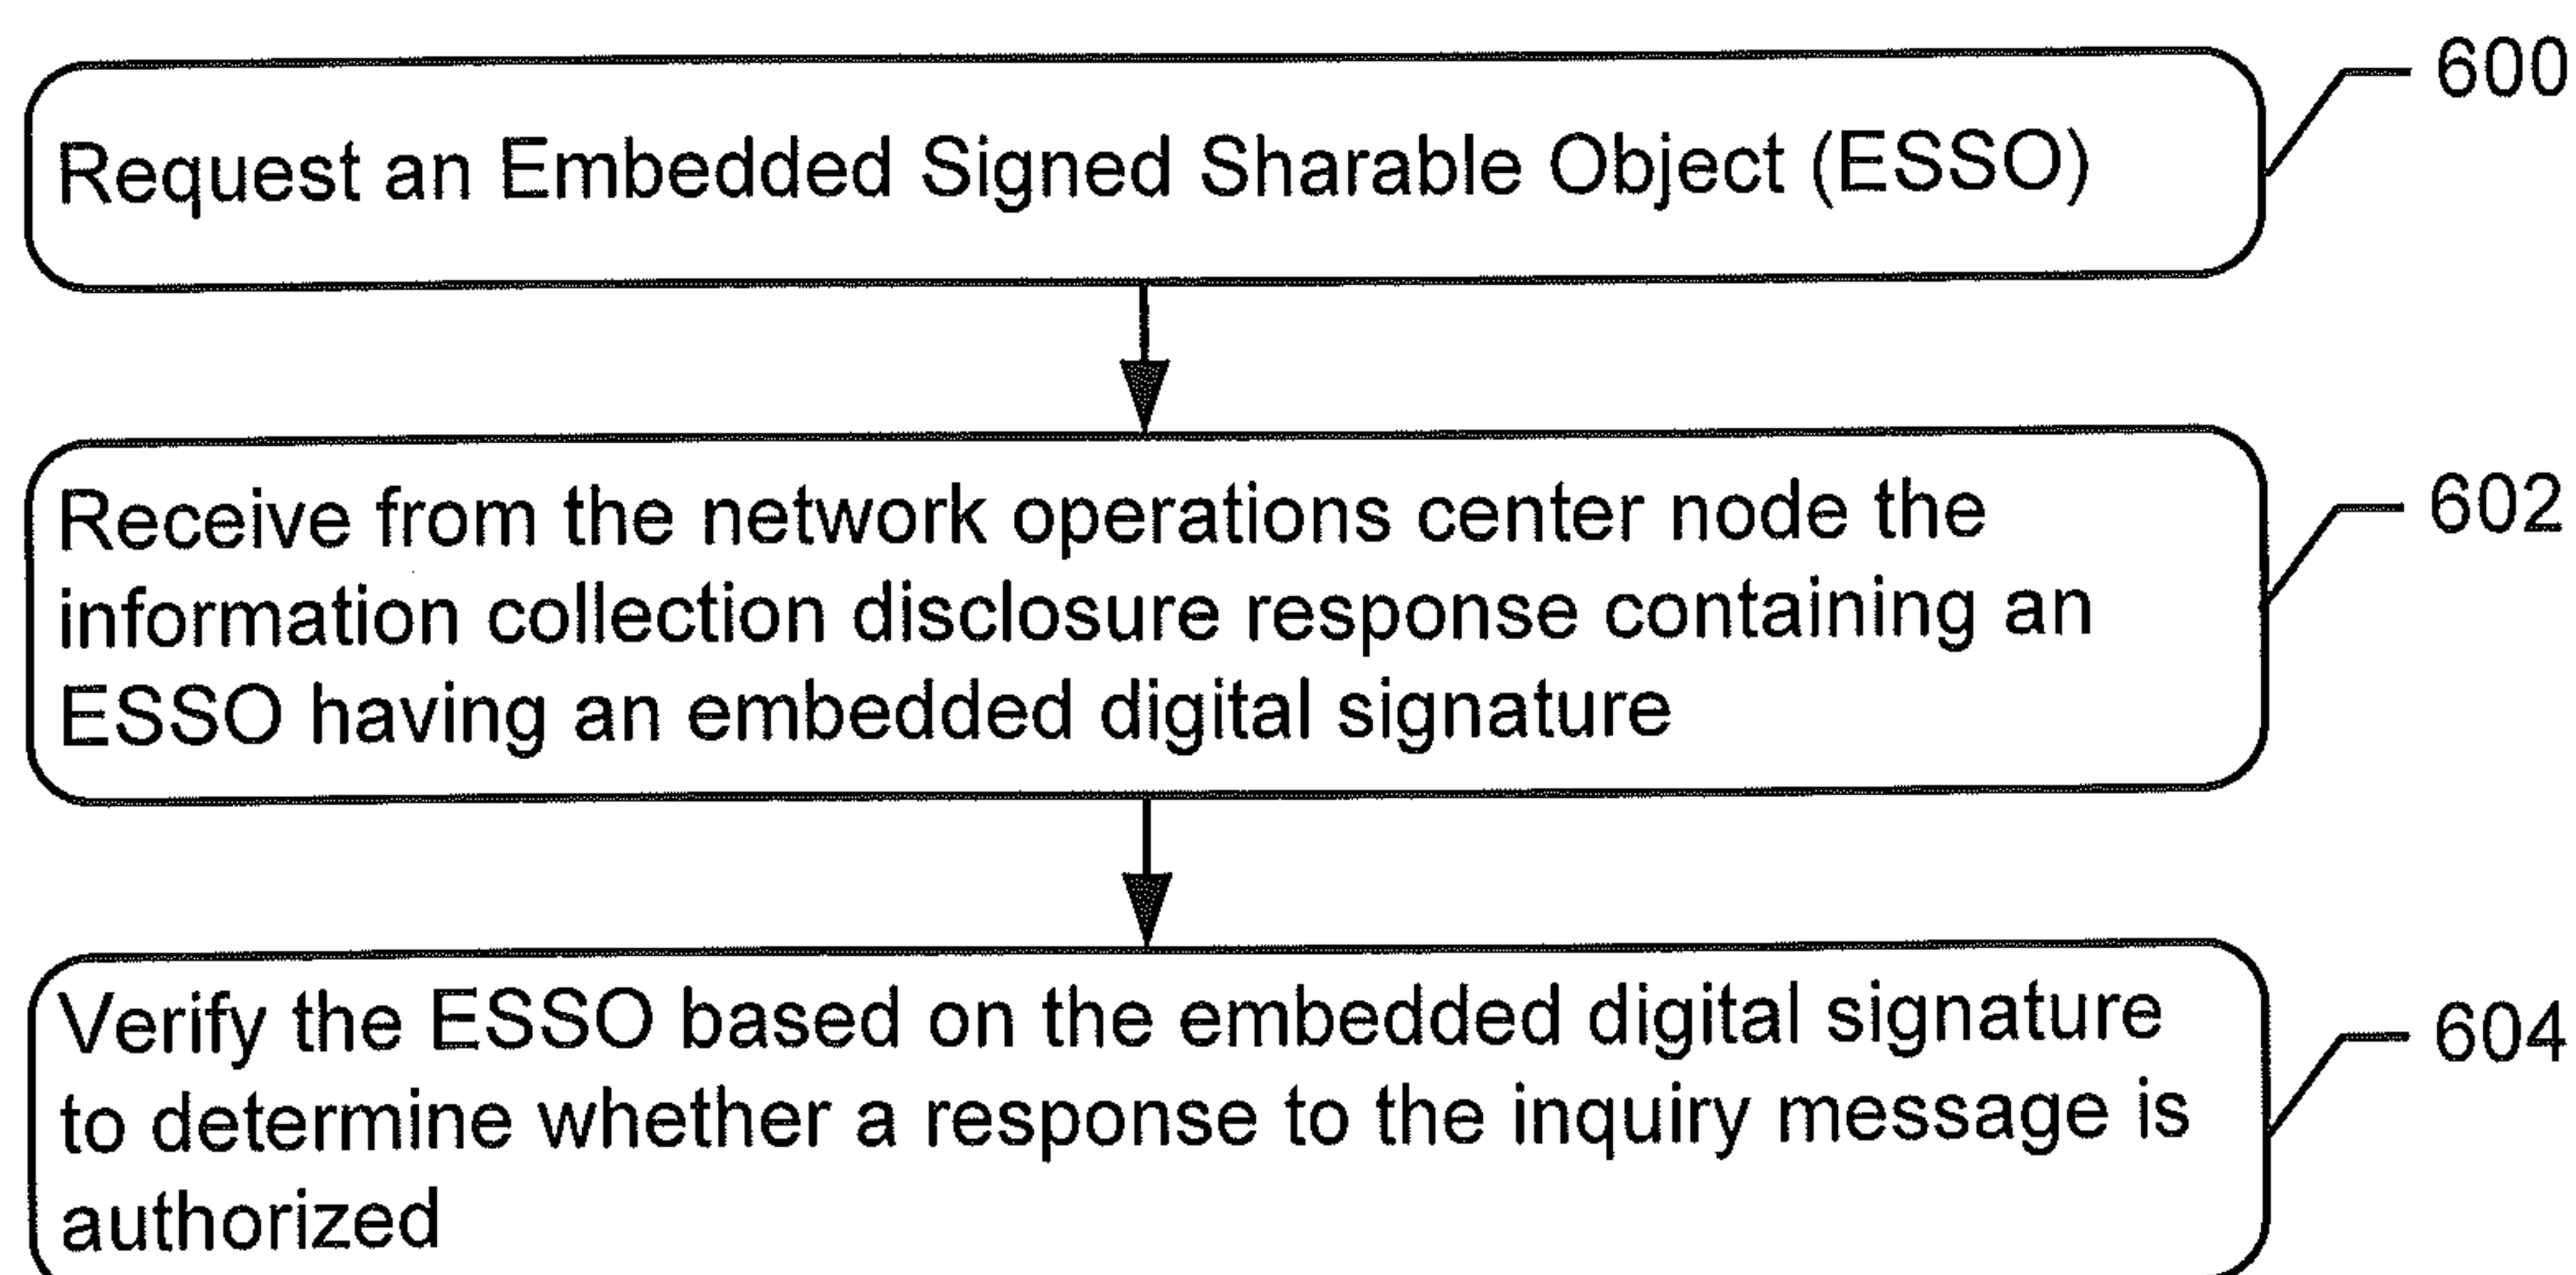 Request an Embedded Signed Sharable Object (ESSO)
600
Receive from the network operations center node the
information collection disclosure response containing an
ESSO having an embedded digital signature
602
Verify the ESSO based on the embedded digital signature
to determine whether a response to the inquiry message is
authorized
604